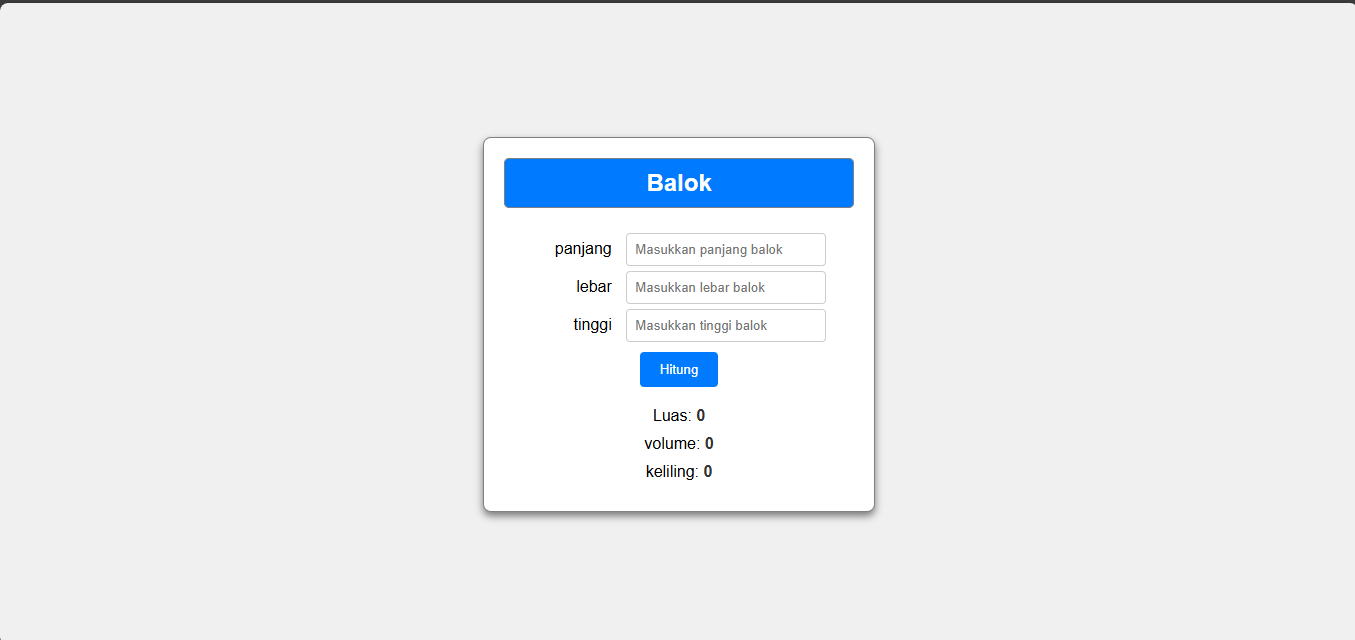 Balok
panjang Masukkan panjang balok
lebar Masukkan lebar balok
tinggi Masukkan tinggi balok
Hitung
Luas: 0
volume: 0
keliling: 0